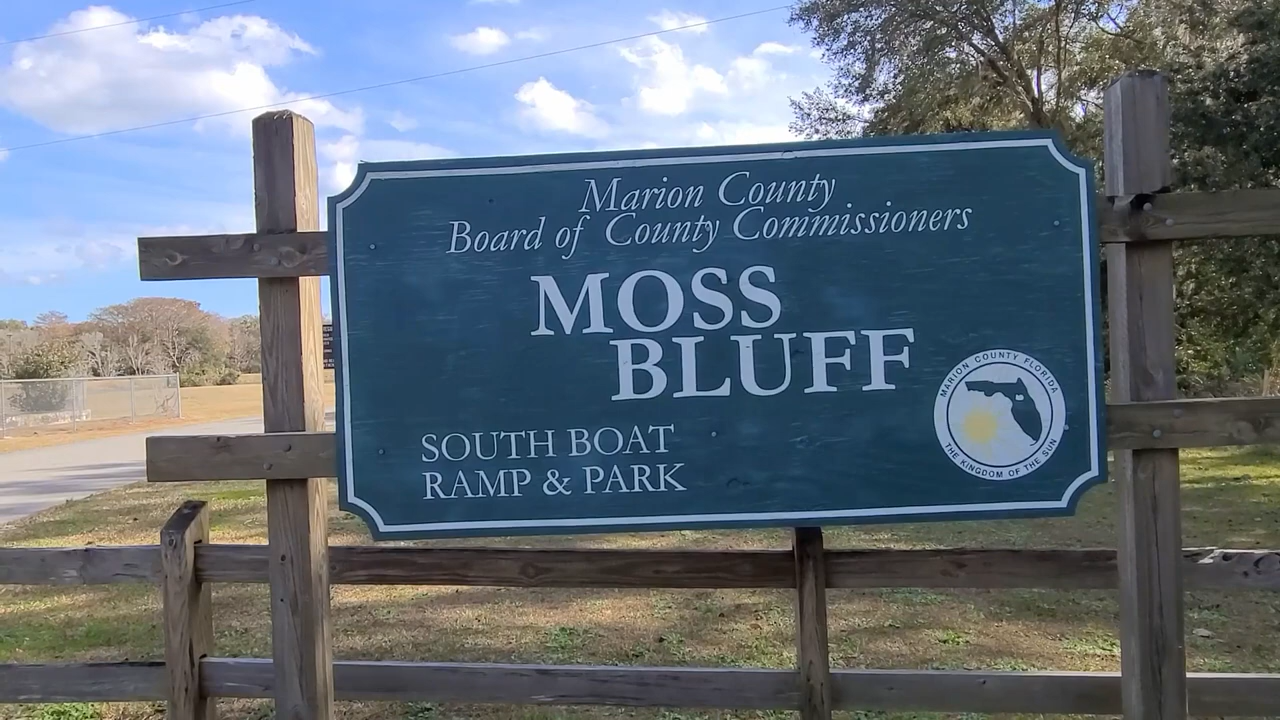 Marion County
Board of County Commissioners
MOSS
BLUFF
SOUTH BOAT
RAMP & PARK
MARION COUNTY FLORIDA
THE KINGDOM OF THE SUN